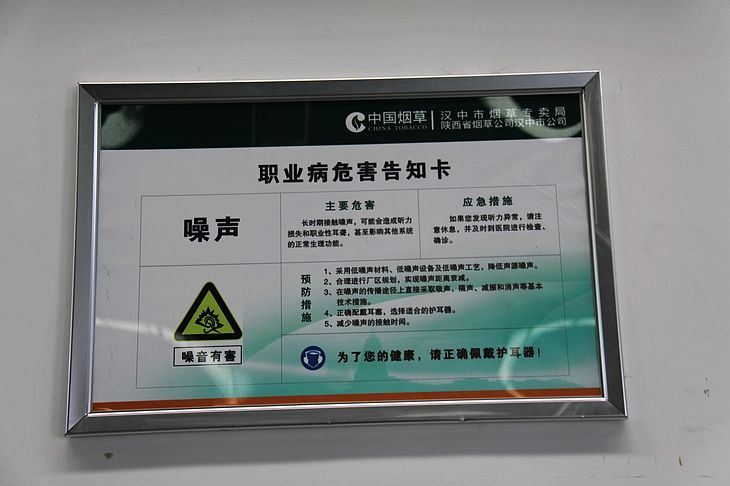 中国烟草
CHINA TOBACCO
汉中市烟草专卖局
陕西省烟草公司汉中市公司
职业病危害告知卡
噪声
主要危害
长时期接触噪声，可能会造成听力
损失和职业性耳聋，甚至影响其他系统
的正常生理功能。
应急措施
如果您发现听力异常，请注
意休息，并及时到医院进行检查、
确诊。
噪音有害
预防措施
1、采用低噪声材料、低噪声设备及低噪声工艺，降低声源噪声。
2、合理进行厂区规划，实现噪声距离衰减。
3、在噪声的传播途径上直接采取吸声、隔声、减振和消声等基本
技术措施。
4、正确配戴耳塞，选择适合的护耳器。
5、减少噪声的接触时间。
为了您的健康，请正确佩戴护耳器！